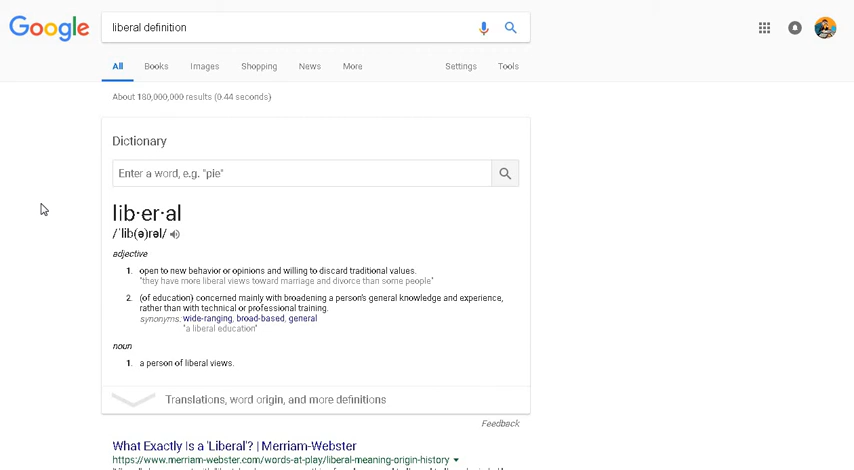 Google
liberal definition
All Books Images Shopping News More Settings Tools
About 180,000,000 results (0.44 seconds)
Dictionary
Enter a word, e.g. "pie"
lib·er·al
/ˈlib(ə)rəl/
adjective
1. open to new behavior or opinions and willing to discard traditional values.
"they have more liberal views toward marriage and divorce than some people"
2. (of education) concerned mainly with broadening a person's general knowledge and experience,
rather than with technical or professional training.
synonyms: wide-ranging, broad-based, general
"a liberal education"
noun
1. a person of liberal views.
Translations, word origin, and more definitions
Feedback
What Exactly Is a 'Liberal'? | Merriam-Webster
https://www.merriam-webster.com/words-at-play/liberal-meaning-origin-history